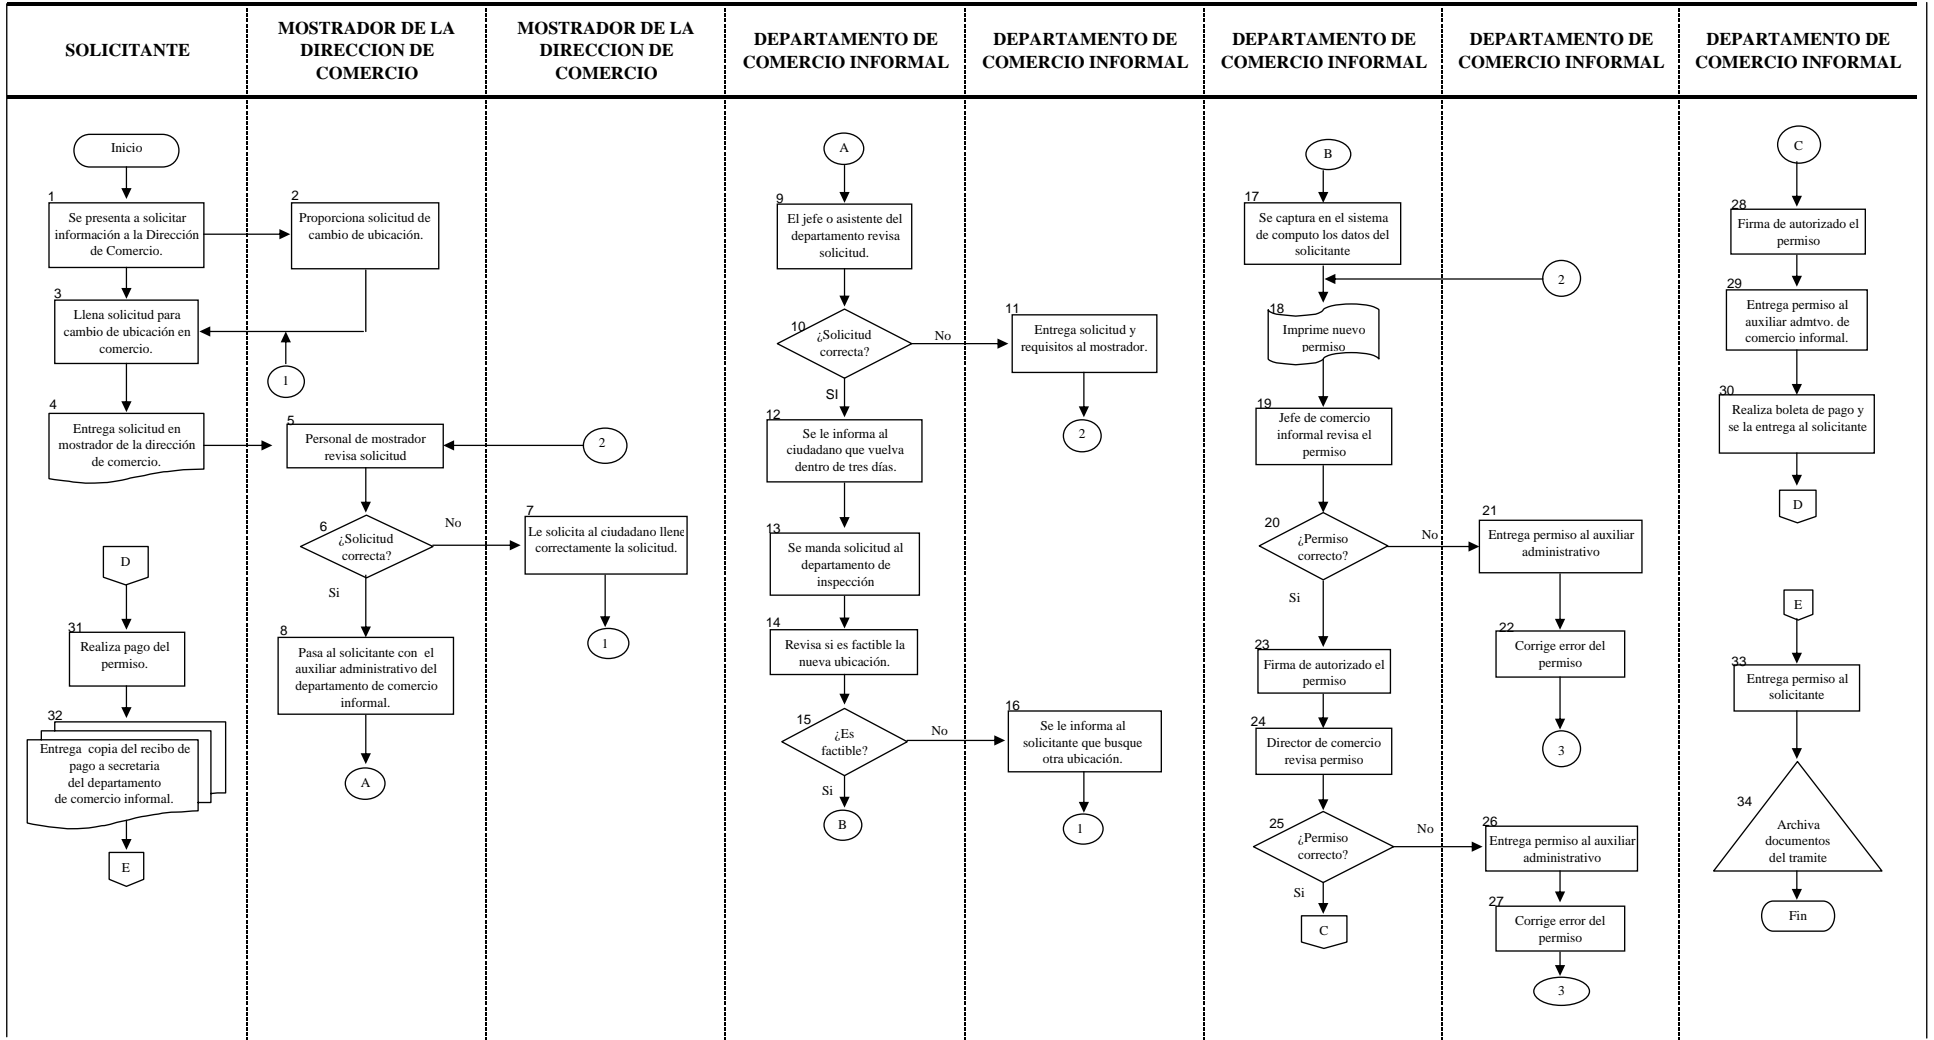 SOLICITANTE
MOSTRADOR DE LA
DIRECCION DE
COMERCIO
MOSTRADOR DE LA
DIRECCION DE
COMERCIO
DEPARTAMENTO DE
COMERCIO INFORMAL
DEPARTAMENTO DE
COMERCIO INFORMAL
DEPARTAMENTO DE
COMERCIO INFORMAL
DEPARTAMENTO DE
COMERCIO INFORMAL
DEPARTAMENTO DE
COMERCIO INFORMAL
Inicio
1
Se presenta a solicitar
información a la Dirección
de Comercio.
3
Llena solicitud para
cambio de ubicación en
comercio.
4
Entrega solicitud en
mostrador de la dirección
de comercio.
D
31
Realiza pago del
permiso.
32
Entrega copia del recibo de
pago a secretaria
del departamento
de comercio informal.
E
2
Proporciona solicitud de
cambio de ubicación.
1
5
Personal de mostrador
revisa solicitud
6
¿Solicitud
correcta?
No
Si
8
Pasa al solicitante con el
auxiliar administrativo del
departamento de comercio
informal.
A
2
7
Le solicita al ciudadano llene
correctamente la solicitud.
1
A
9
El jefe o asistente del
departamento revisa
solicitud.
10
¿Solicitud
correcta?
No
SI
12
Se le informa al
ciudadano que vuelva
dentro de tres días.
13
Se manda solicitud al
departamento de
inspección
14
Revisa si es factible la
nueva ubicación.
15
¿Es
factible?
No
Si
B
11
Entrega solicitud y
requisitos al mostrador.
2
16
Se le informa al
solicitante que busque
otra ubicación.
1
B
17
Se captura en el sistema
de computo los datos del
solicitante
18
Imprime nuevo
permiso
19
Jefe de comercio
informal revisa el
permiso
20
¿Permiso
correcto?
No
Si
23
Firma de autorizado el
permiso
24
Director de comercio
revisa permiso
25
¿Permiso
correcto?
No
Si
C
2
21
Entrega permiso al auxiliar
administrativo
22
Corrige error del
permiso
3
26
Entrega permiso al auxiliar
administrativo
27
Corrige error del
permiso
3
C
28
Firma de autorizado el
permiso
29
Entrega permiso al
auxiliar admtvo. de
comercio informal.
30
Realiza boleta de pago y
se la entrega al solicitante
D
E
33
Entrega permiso al
solicitante
34
Archiva
documentos
del tramite
Fin